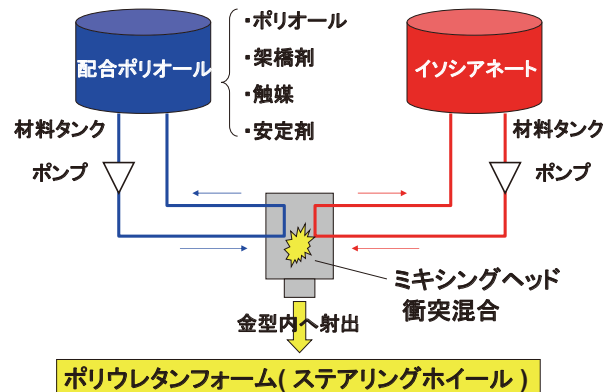 配合ポリオール
・ポリオール
・架橋剤
・触媒
・安定剤
イソシアネート
材料タンク
材料タンク
ポンプ
ポンプ
ミキシングヘッド
衝突混合
金型内へ射出
ポリウレタンフォーム( ステアリングホイール )